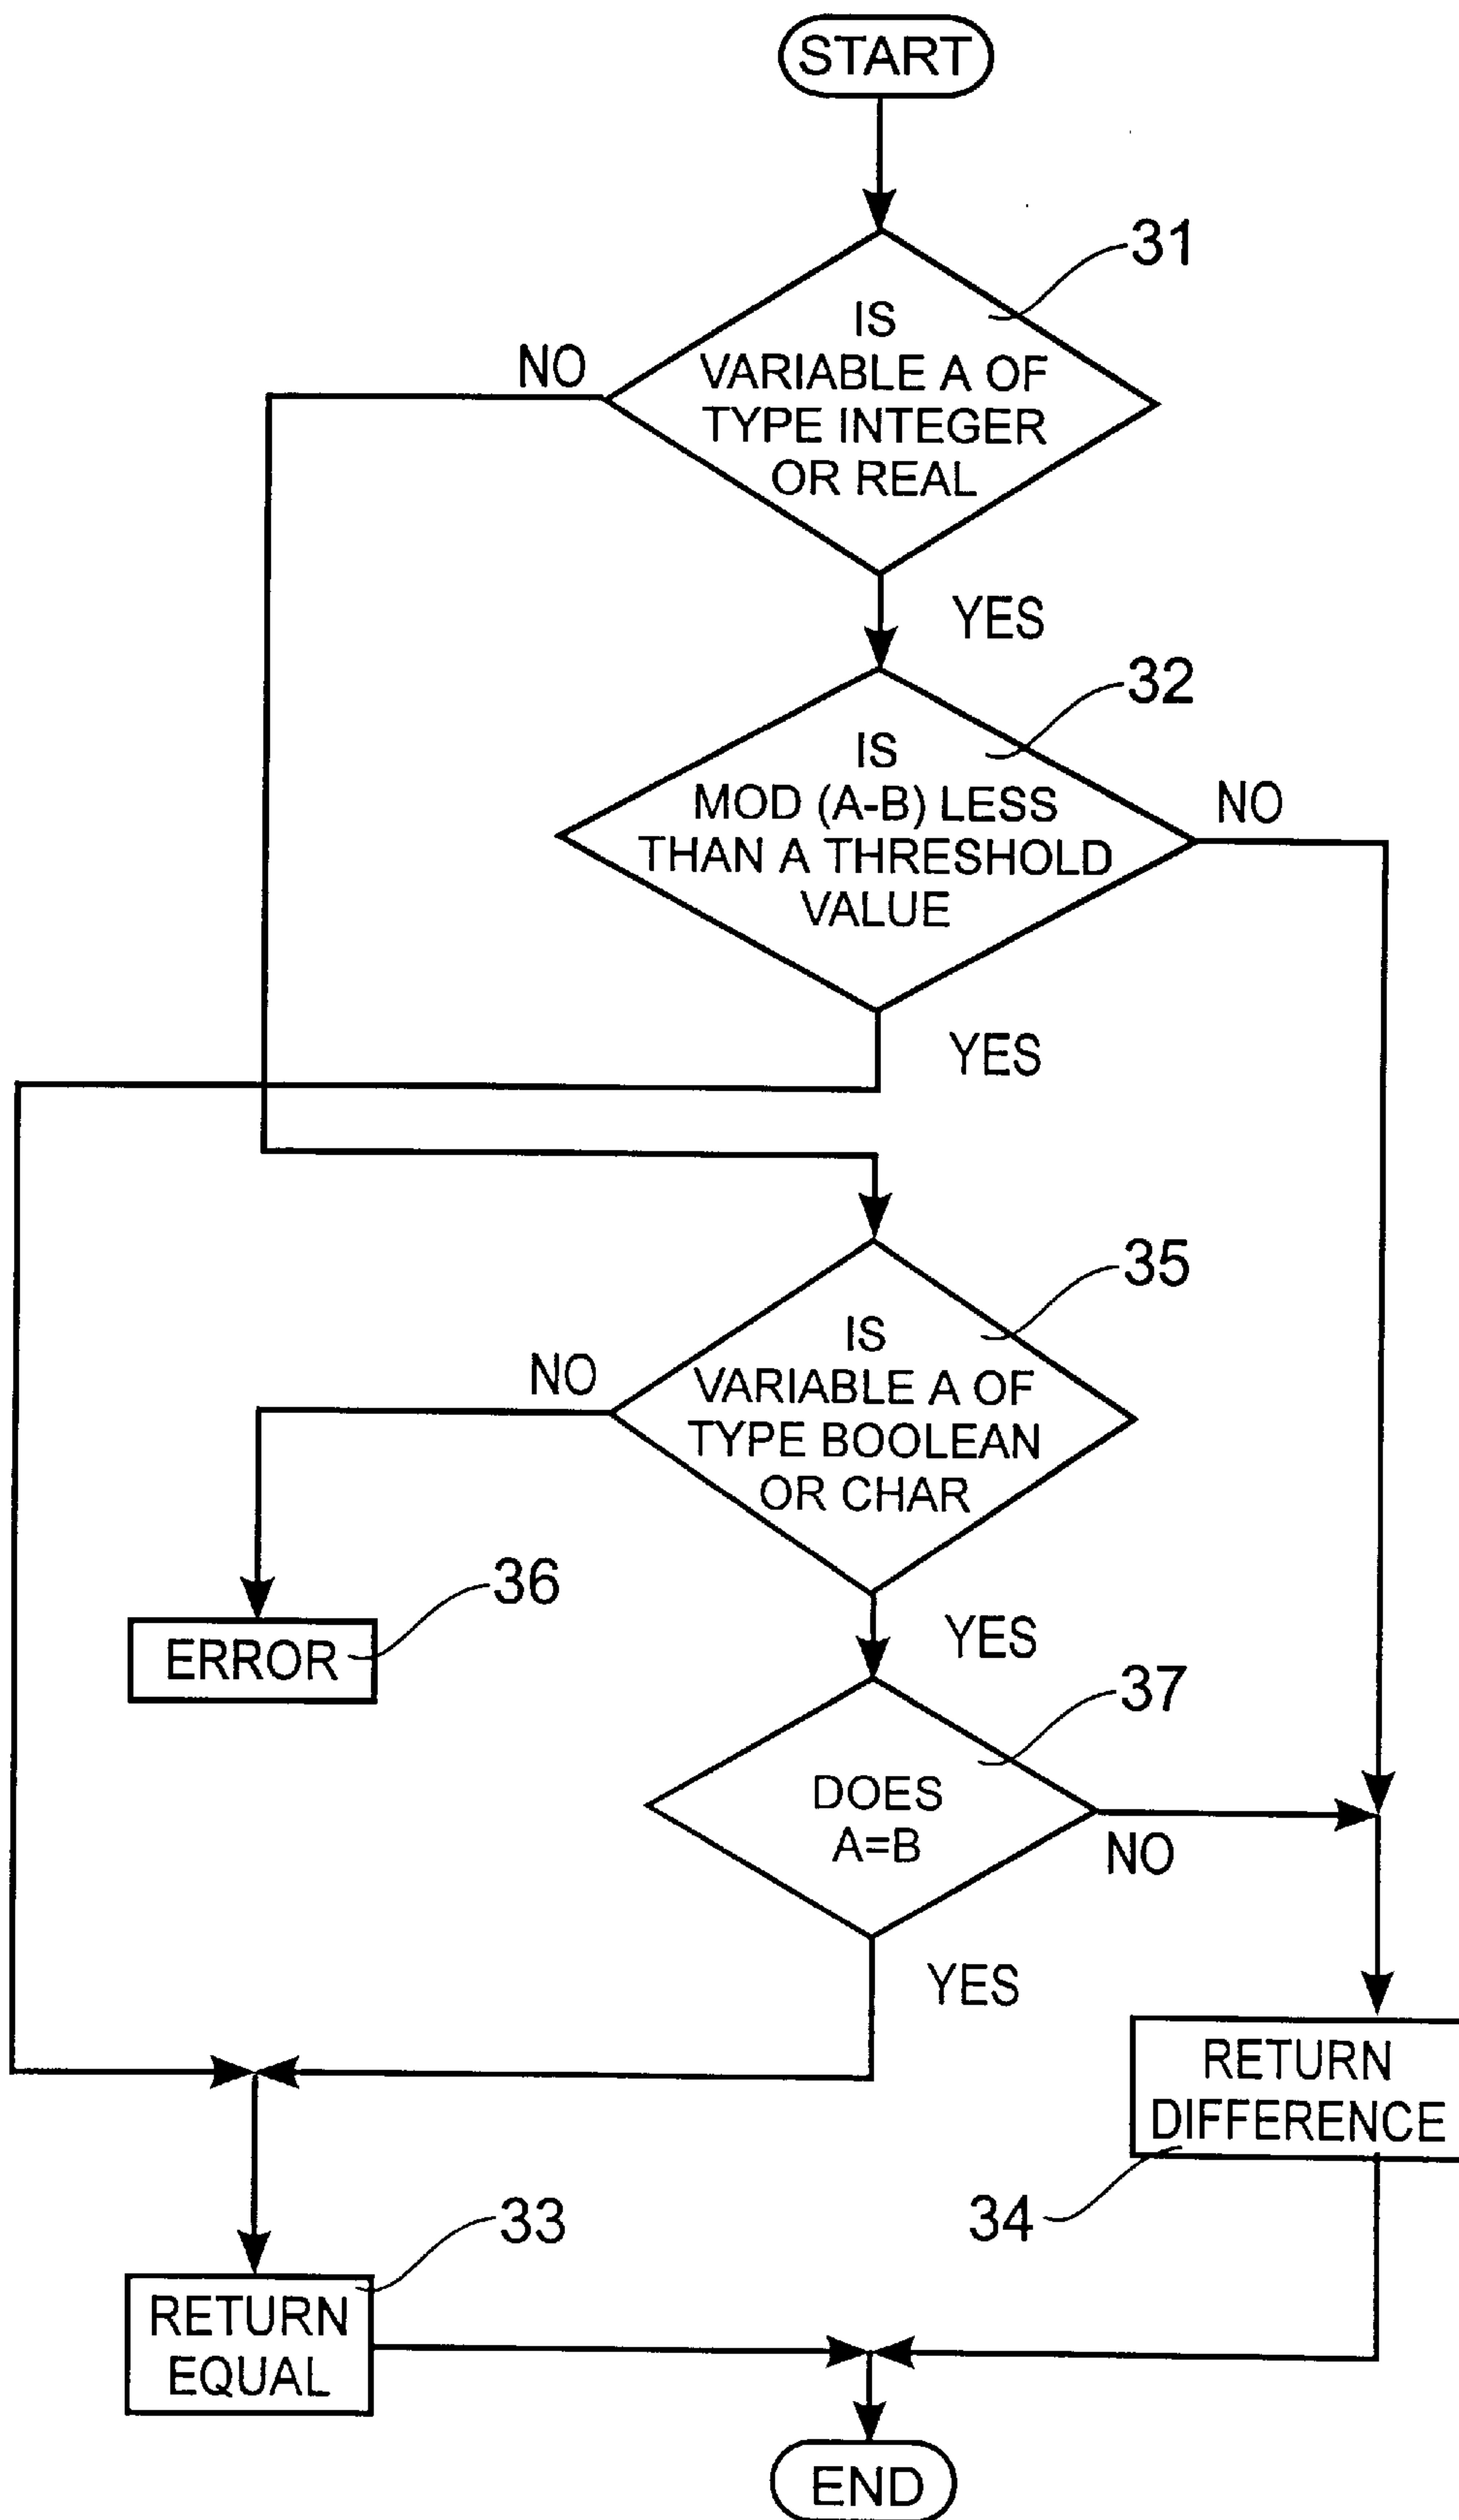 START
31
IS
VARIABLE A OF
TYPE INTEGER
OR REAL
NO
YES
32
IS
MOD (A-B) LESS
THAN A THRESHOLD
VALUE
NO
YES
35
IS
VARIABLE A OF
TYPE BOOLEAN
OR CHAR
NO
36
ERROR
YES
37
DOES
A=B
NO
YES
RETURN
DIFFERENCE
34
33
RETURN
EQUAL
END